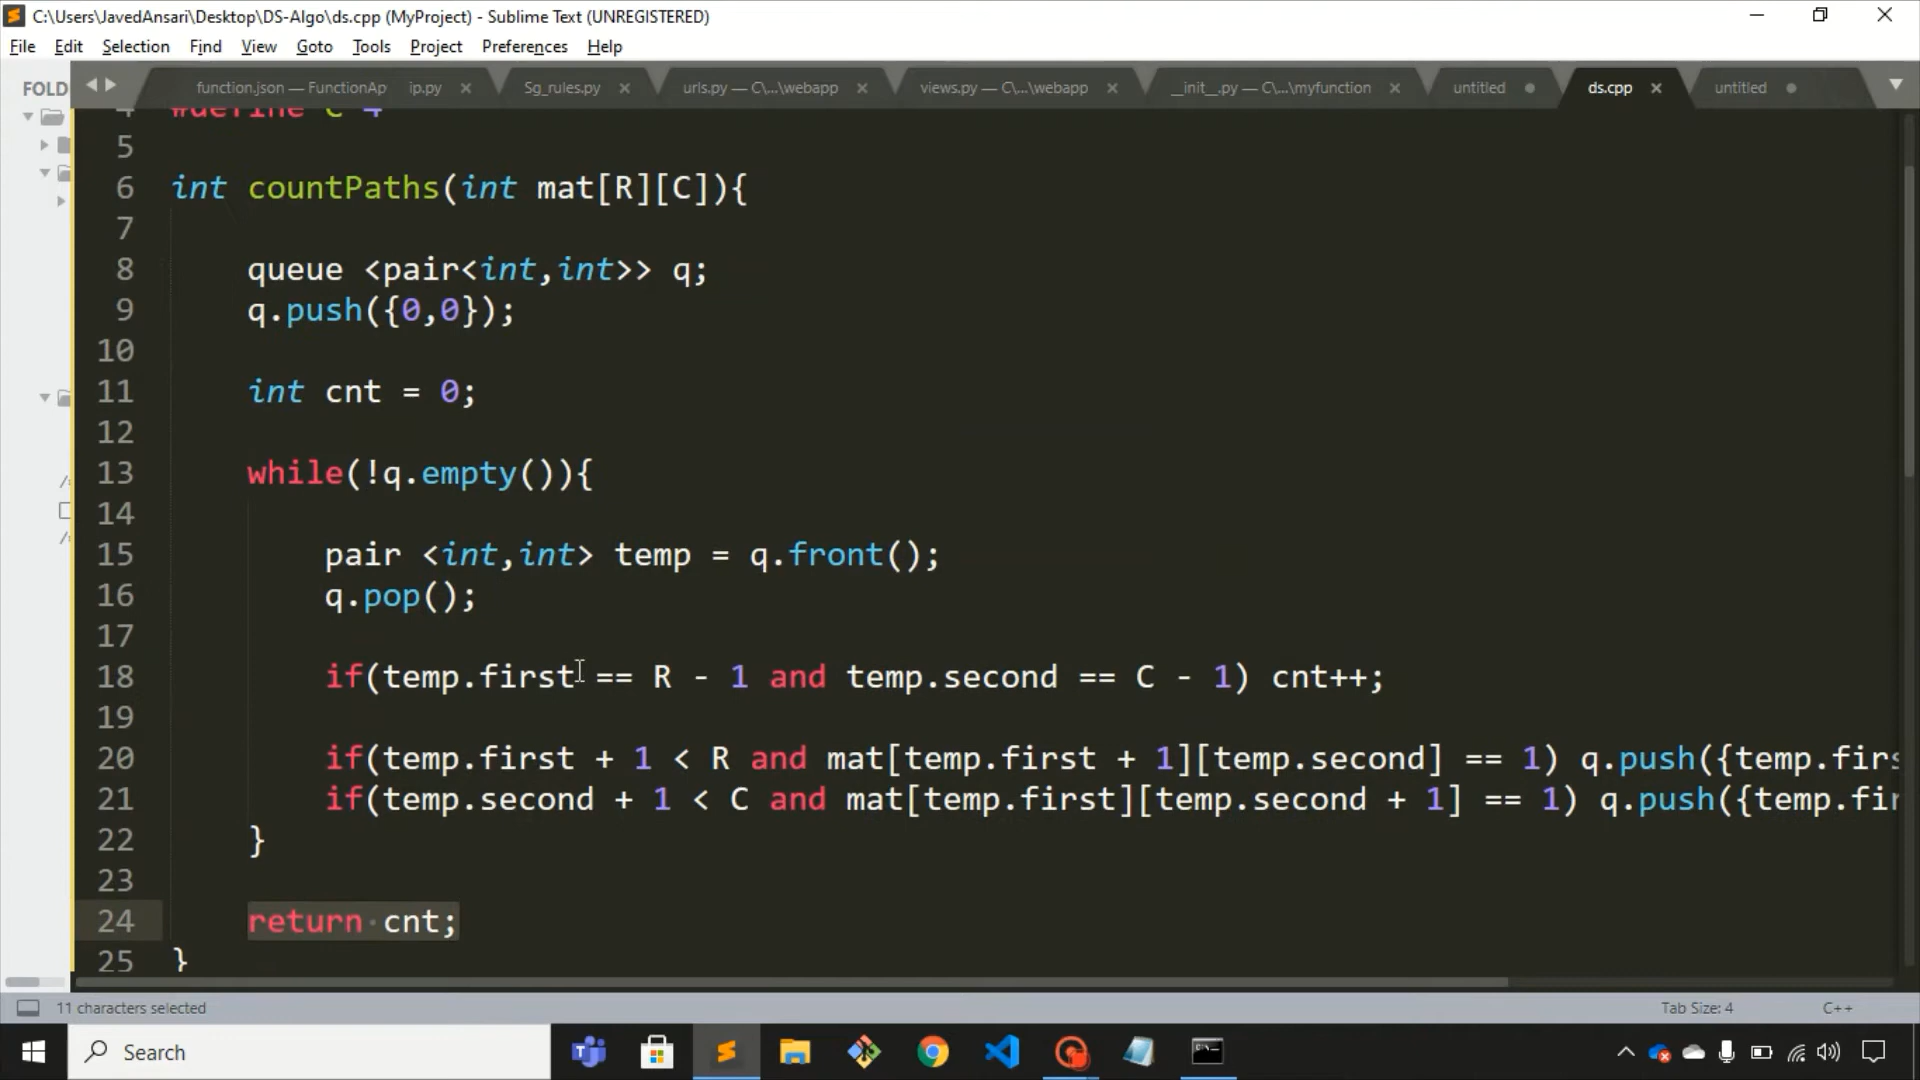 C:\Users\JavedAnsari\Desktop\DS-Algo\ds.cpp (MyProject) - Sublime Text (UNREGISTERED)
File Edit Selection Find View Goto Tools Project Preferences Help
FOLD
function.json — FunctionAp ip.py Sg_rules.py urls.py — C\...\webapp views.py — C\...\webapp __init__.py — C\...\myfunction untitled ds.cpp untitled
4 #define C 4
5
6 int countPaths(int mat[R][C]){
7
8 queue <pair<int,int>> q;
9 q.push({0,0});
10
11 int cnt = 0;
12
13 while(!q.empty()){
14
15 pair <int,int> temp = q.front();
16 q.pop();
17
18 if(temp.first == R - 1 and temp.second == C - 1) cnt++;
19
20 if(temp.first + 1 < R and mat[temp.first + 1][temp.second] == 1) q.push({temp.firs
21 if(temp.second + 1 < C and mat[temp.first][temp.second + 1] == 1) q.push({temp.fir
22 }
23
24 return cnt;
25 }
11 characters selected Tab Size: 4 C++
Search